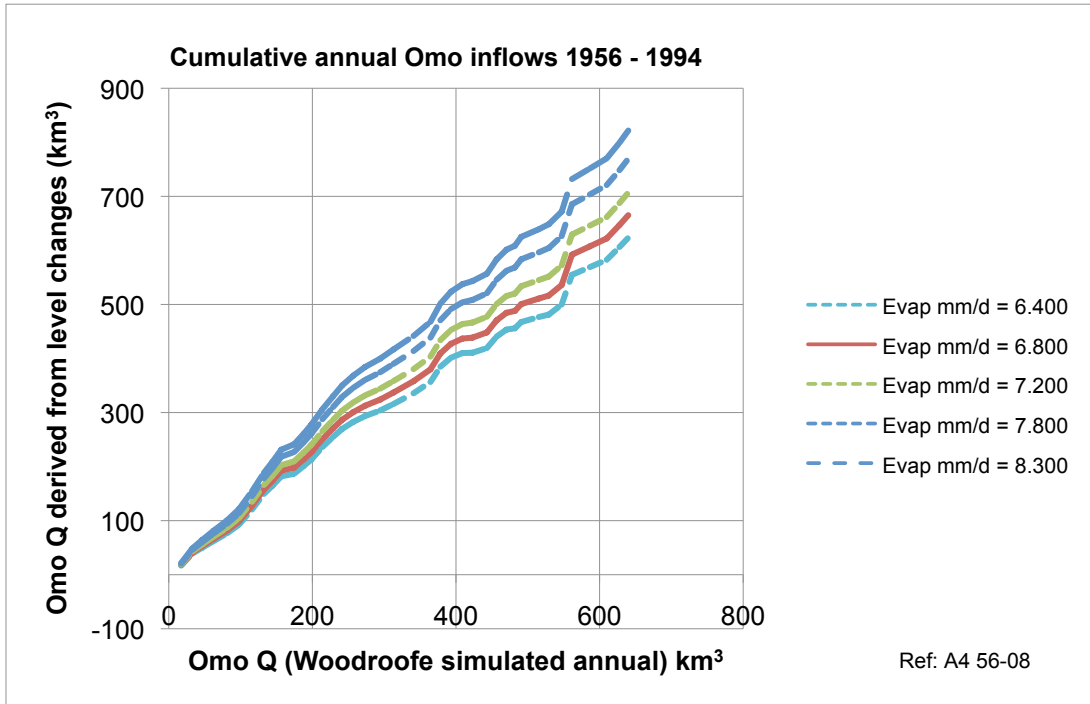 Cumulative annual Omo inflows 1956 - 1994
Omo Q derived from level changes (km³)
900
700
500
300
100
-100
0
200
400
600
800
Omo Q (Woodroofe simulated annual) km³
Evap mm/d = 6.400
Evap mm/d = 6.800
Evap mm/d = 7.200
Evap mm/d = 7.800
Evap mm/d = 8.300
Ref: A4 56-08